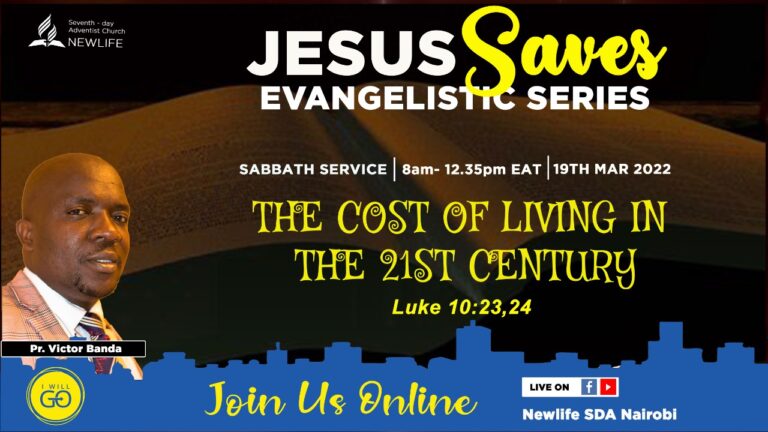 Seventh - day
Adventist Church
NEWLIFE
JESUS Saves
EVANGELISTIC SERIES
SABBATH SERVICE | 8am- 12.35pm EAT | 19TH MAR 2022
THE COST OF LIVING IN
THE 21ST CENTURY
Luke 10:23,24
Pr. Victor Banda
I WILL
GO
Join Us Online
LIVE ON
Newlife SDA Nairobi